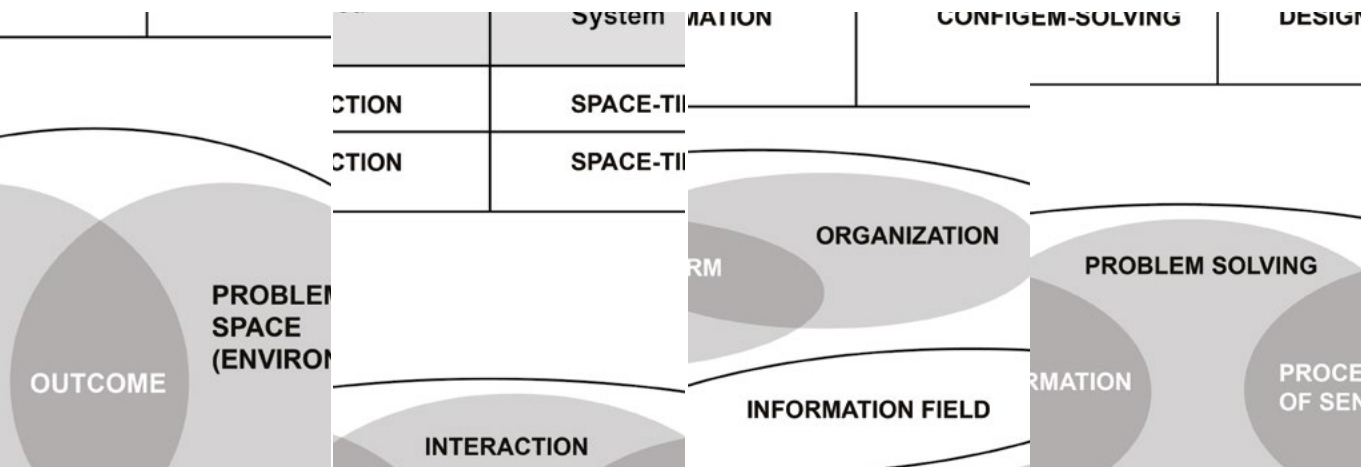 System
CTION
SPACE-TI
CTION
SPACE-TI
MATION
CONFIGEM-SOLVING
DESIGN
PROBLEM
SPACE
(ENVIRON
OUTCOME
INTERACTION
ORGANIZATION
RM
INFORMATION FIELD
PROBLEM SOLVING
RMATION
PROCE
OF SEN